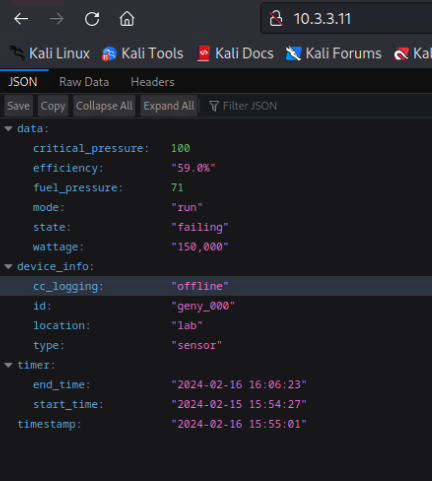 10.3.3.11
Kali Linux Kali Tools Kali Docs Kali Forums Ka
JSON Raw Data Headers
Save Copy Collapse All Expand All Filter JSON
data:
critical_pressure: 100
efficiency: "59.0%"
fuel_pressure: 71
mode: "run"
state: "failing"
wattage: "150,000"
device_info:
cc_logging: "offline"
id: "geny_000"
location: "lab"
type: "sensor"
timer:
end_time: "2024-02-16 16:06:23"
start_time: "2024-02-15 15:54:27"
timestamp: "2024-02-16 15:55:01"